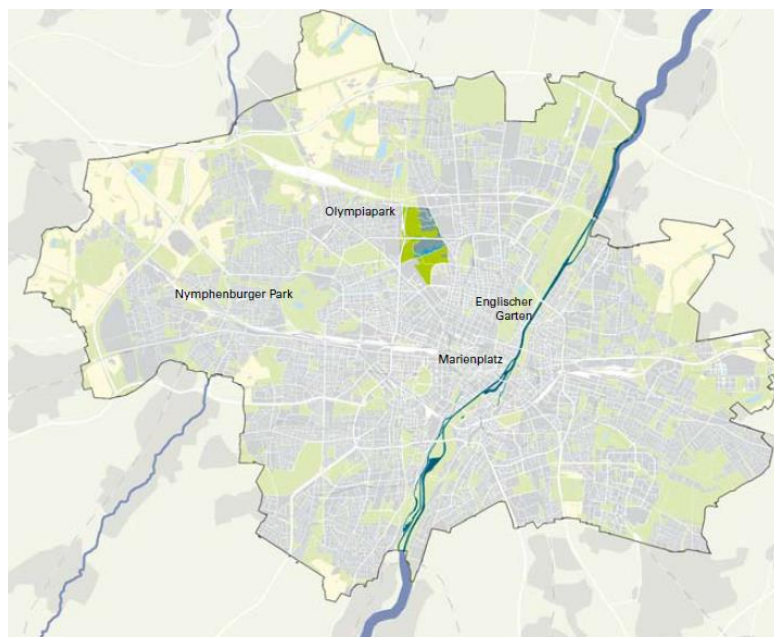 Olympiapark
Nymphenburger Park
Englischer
Garten
Marienplatz